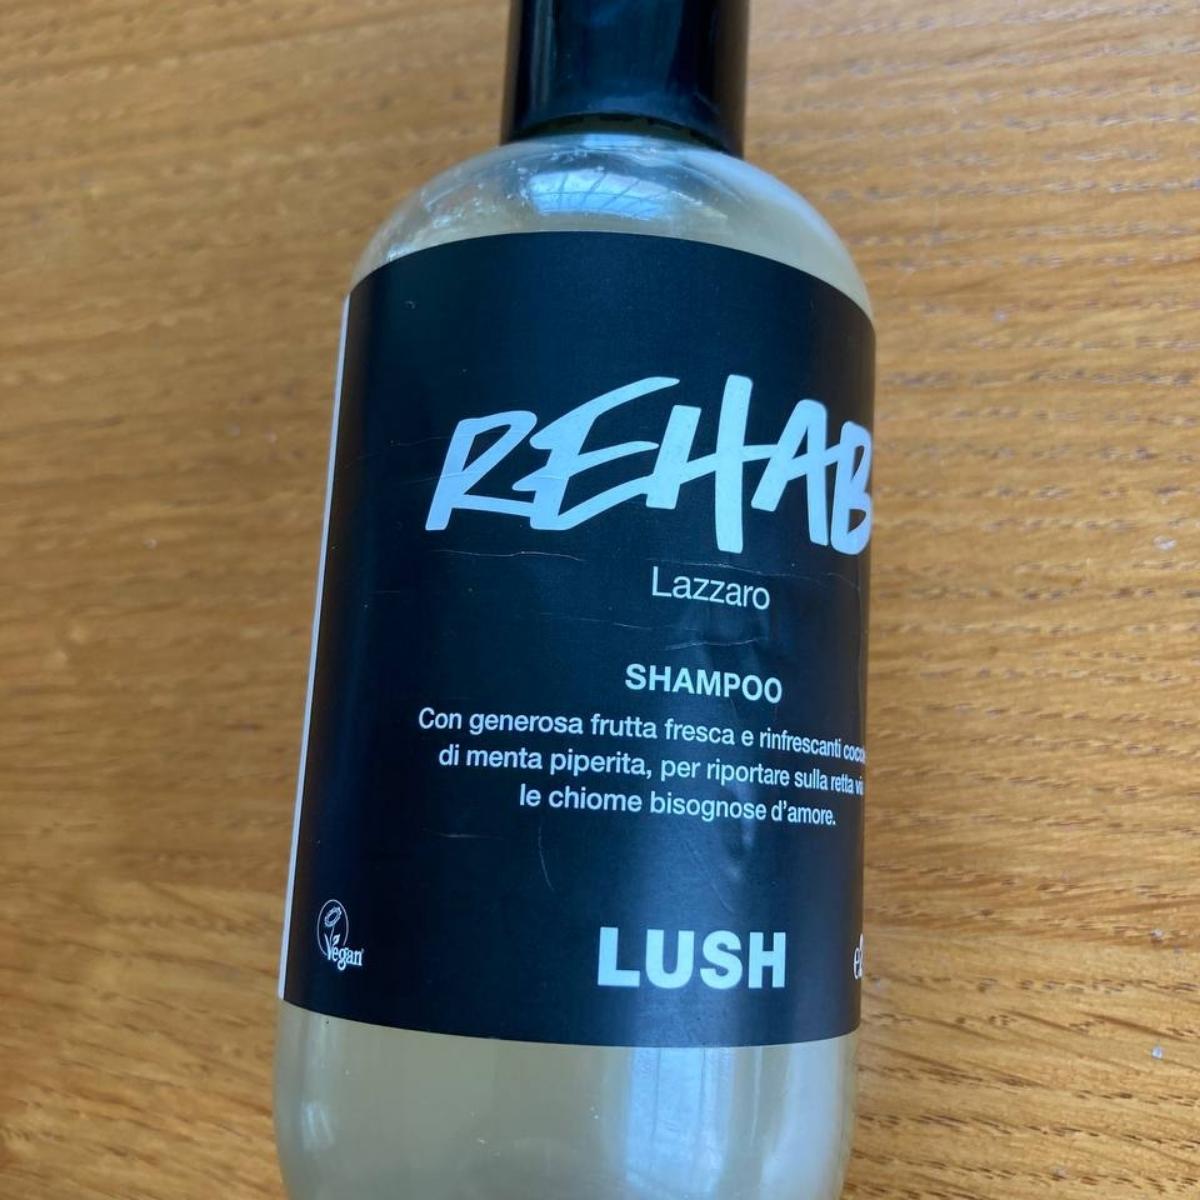 REHAB
Lazzaro
SHAMPOO
Con generosa frutta fresca e rinfrescanti
di menta piperita, per riportare sulla retta
le chiome bisognose d'amore.
Vegan
LUSH